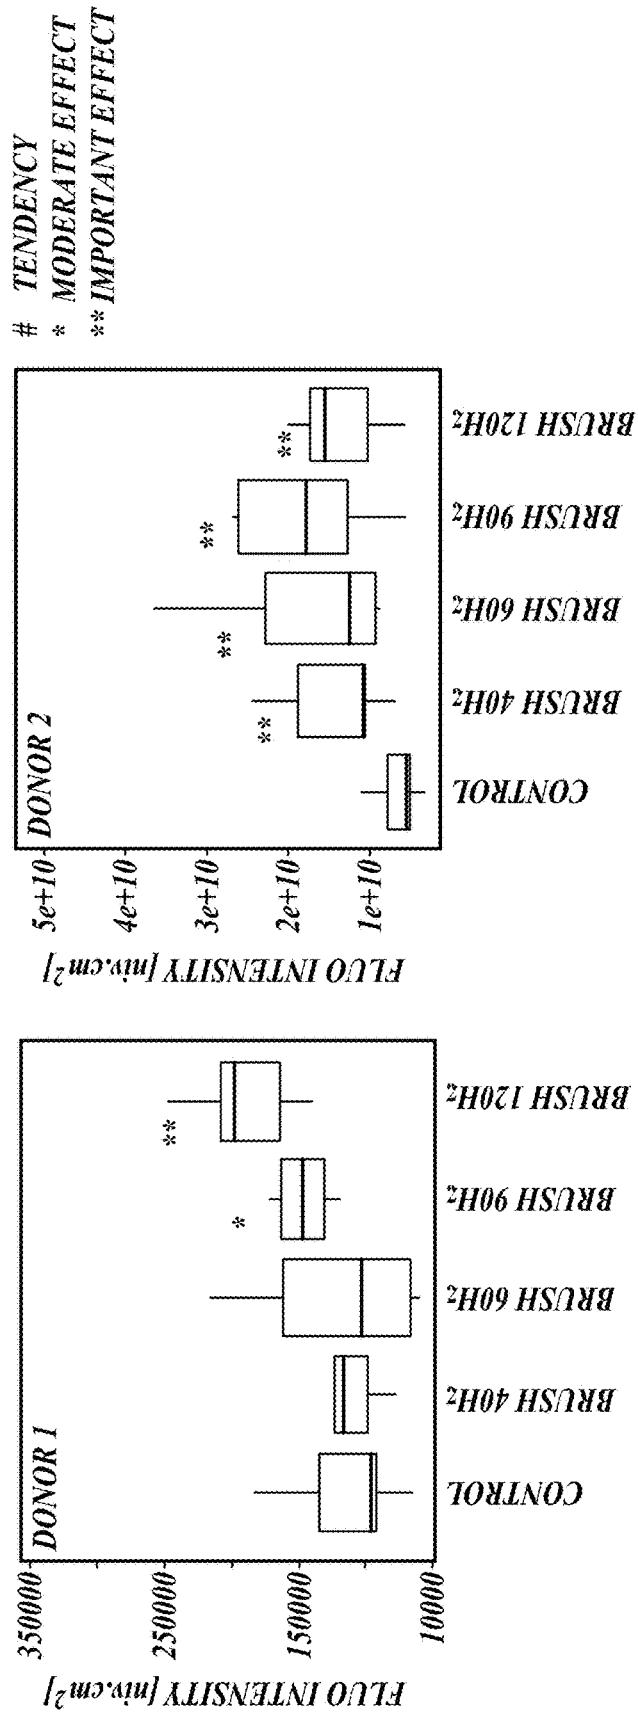 DONOR 1
350000
250000
150000
10000
FLUO INTENSITY [niv.cm²]
CONTROL
BRUSH 40Hz
BRUSH 60Hz
BRUSH 90Hz
BRUSH 120Hz
*
**
DONOR 2
5e+10
4e+10
3e+10
2e+10
1e+10
FLUO INTENSITY [niv.cm²]
CONTROL
BRUSH 40Hz
BRUSH 60Hz
BRUSH 90Hz
BRUSH 120Hz
**
**
**
**
# TENDENCY
* MODERATE EFFECT
** IMPORTANT EFFECT